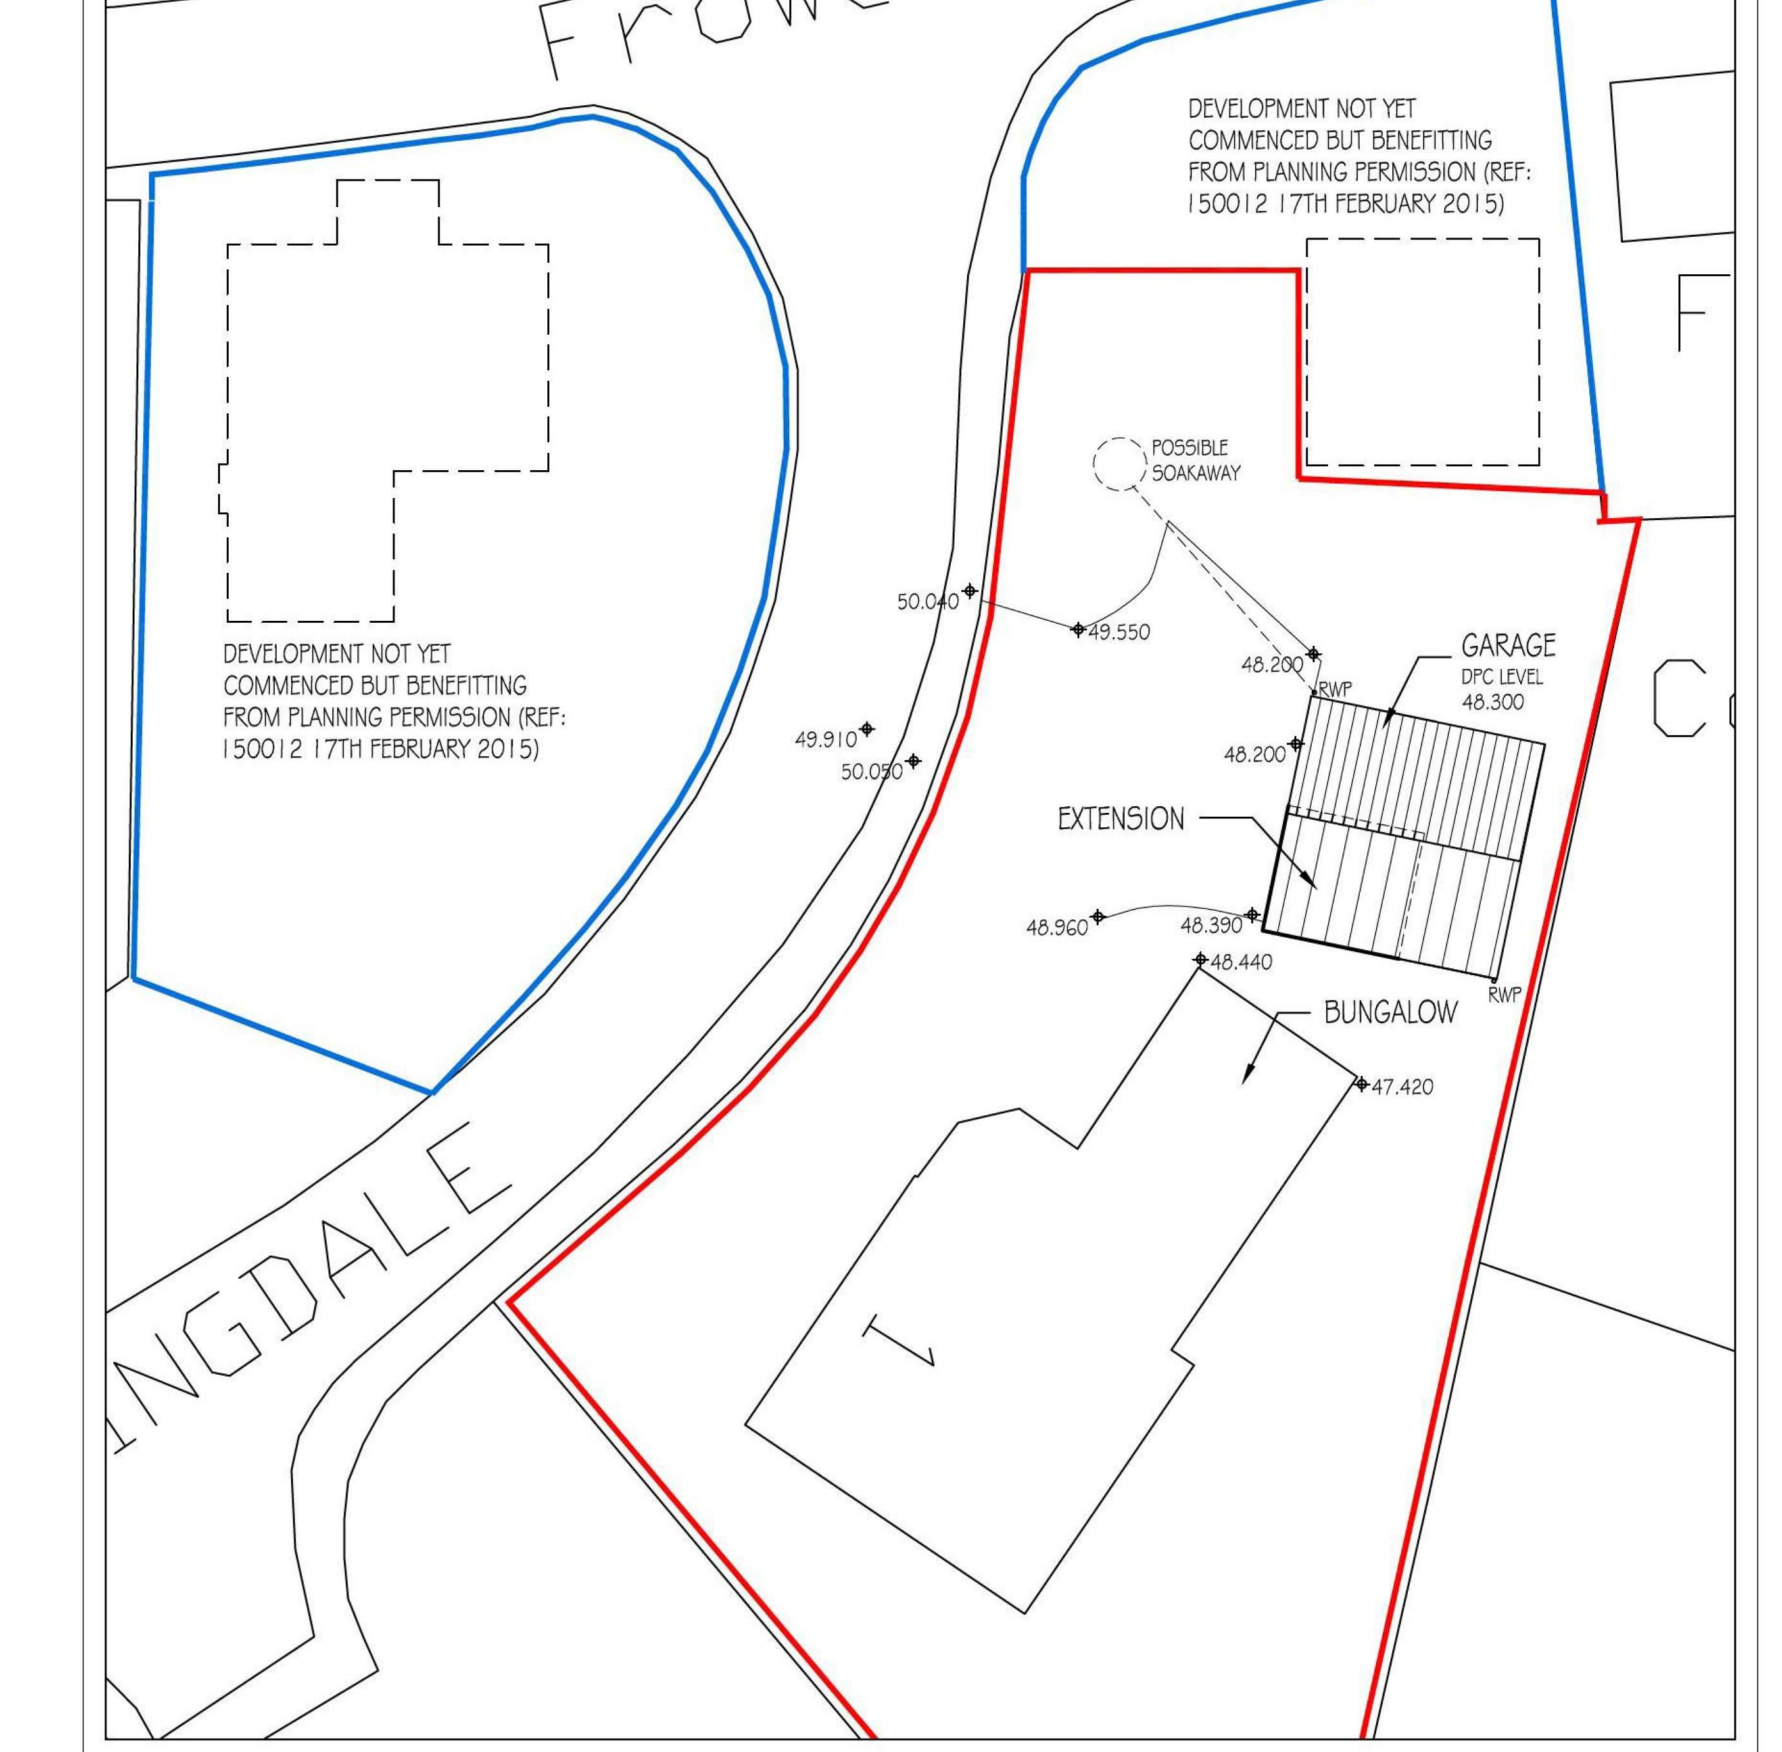 DEVELOPMENT NOT YET
COMMENCED BUT BENEFITTING
FROM PLANNING PERMISSION (REF:
150012 17TH FEBRUARY 2015)
F
POSSIBLE
SOAKAWAY
50.040
49.550
48.200
RWP
GARAGE
DPC LEVEL
48.300
DEVELOPMENT NOT YET
COMMENCED BUT BENEFITTING
FROM PLANNING PERMISSION (REF:
150012 17TH FEBRUARY 2015)
49.910
50.050
48.200
EXTENSION
48.960
48.390
48.440
RWP
BUNGALOW
47.420
INGDALE
1